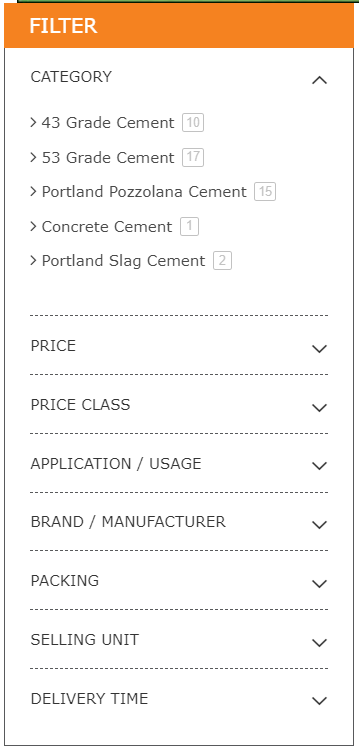 FILTER
CATEGORY
43 Grade Cement 10
53 Grade Cement 17
Portland Pozzolana Cement 15
Concrete Cement 1
Portland Slag Cement 2
PRICE
PRICE CLASS
APPLICATION / USAGE
BRAND / MANUFACTURER
PACKING
SELLING UNIT
DELIVERY TIME